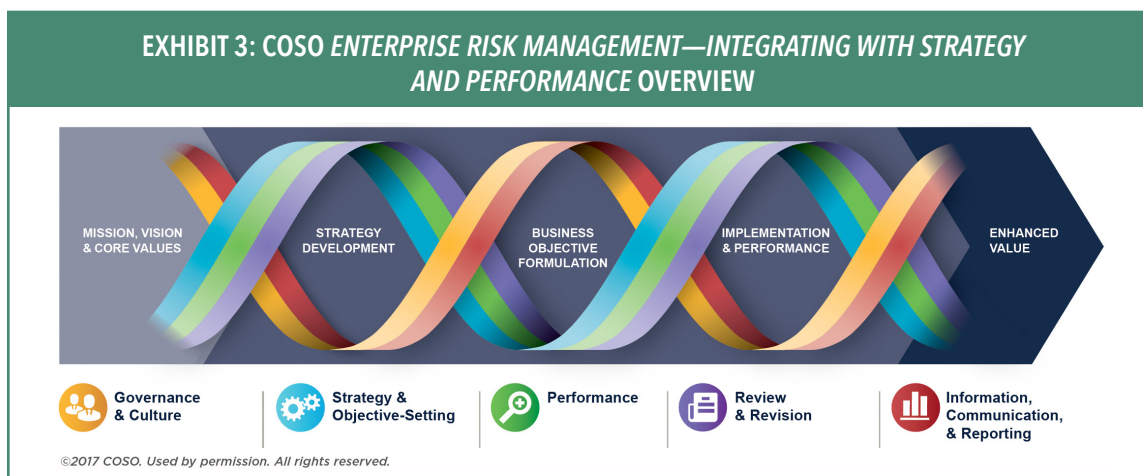 EXHIBIT 3: COSO ENTERPRISE RISK MANAGEMENT—INTEGRATING WITH STRATEGY
AND PERFORMANCE OVERVIEW
MISSION, VISION
& CORE VALUES
STRATEGY
DEVELOPMENT
BUSINESS
OBJECTIVE
FORMULATION
IMPLEMENTATION
& PERFORMANCE
ENHANCED
VALUE
Governance
& Culture
Strategy &
Objective-Setting
Performance
Review
& Revision
Information,
Communication,
& Reporting
©2017 COSO. Used by permission. All rights reserved.